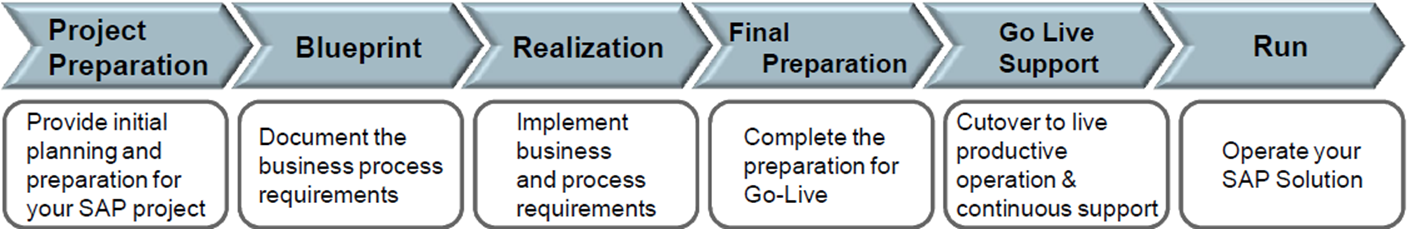 Project
Preparation
Blueprint
Realization
Final
Preparation
Go Live
Support
Run
Provide initial
planning and
preparation for
your SAP project
Document the
business process
requirements
Implement
business
and process
requirements
Complete the
preparation for
Go-Live
Cutover to live
productive
operation &
continuous support
Operate your
SAP Solution